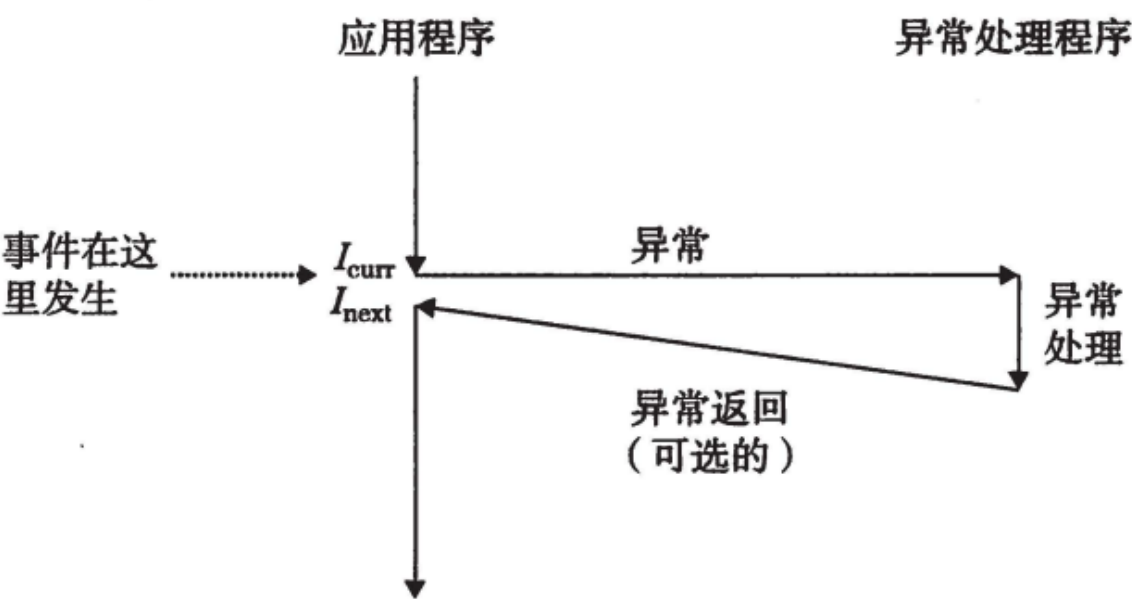 应用程序
异常处理程序
事件在这
里发生
Icurr
Inext
异常
异常
处理
异常返回
（可选的）